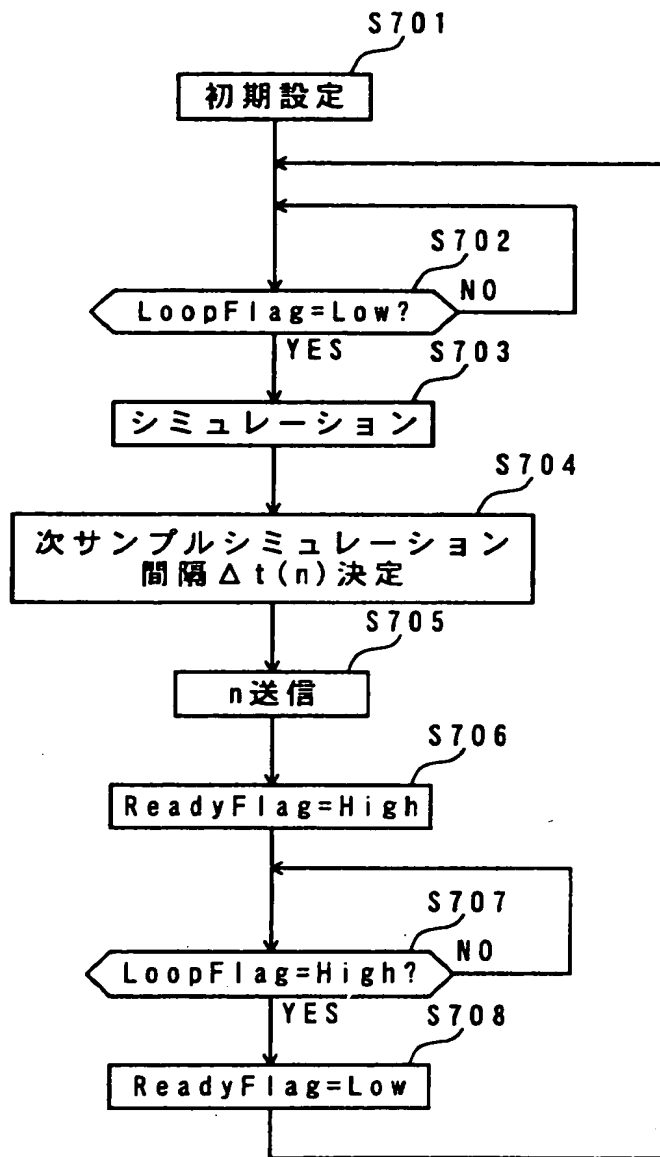 S701
初期設定
S702
LoopFlag=Low?
NO
YES
S703
シミュレーション
S704
次サンプルシミュレーション
間隔Δt(n)決定
S705
n送信
S706
ReadyFlag=High
S707
LoopFlag=High?
NO
YES
S708
ReadyFlag=Low